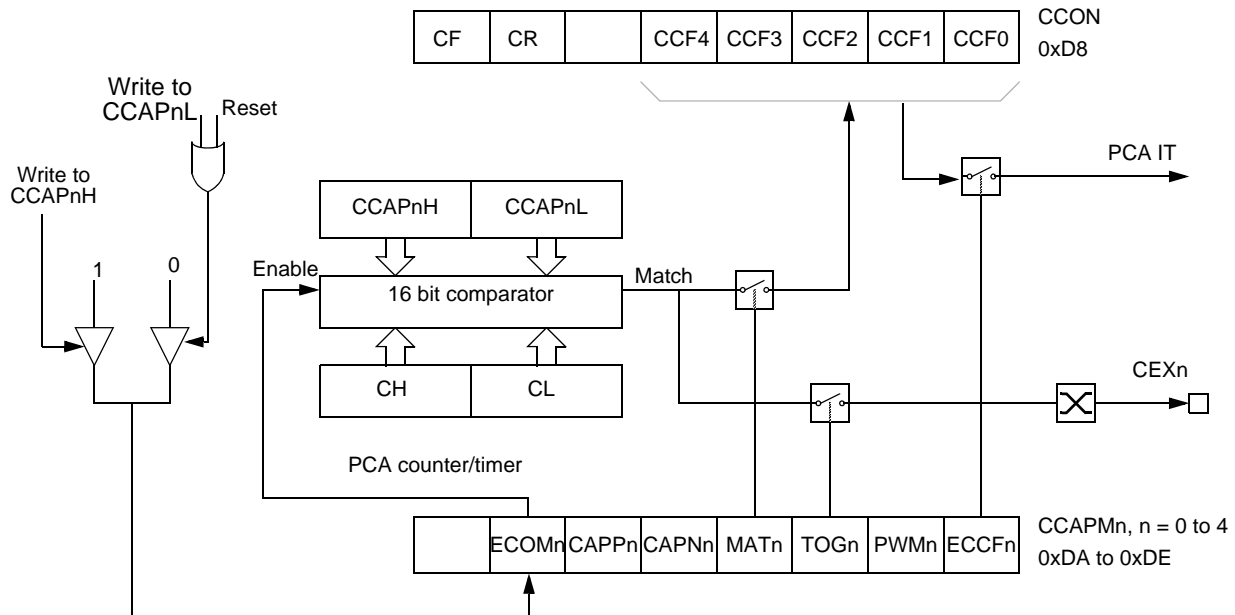 CF CR CCF4 CCF3 CCF2 CCF1 CCF0
CCON
0xD8
Write to
CCAPnL
Reset
PCA IT
Write to
CCAPnH
CCAPnH CCAPnL
1
0
Enable
Match
16 bit comparator
CH CL
CEXn
PCA counter/timer
ECOMn CAPPn CAPNn MATn TOGn PWMn ECCFn
CCAPMn, n = 0 to 4
0xDA to 0xDE